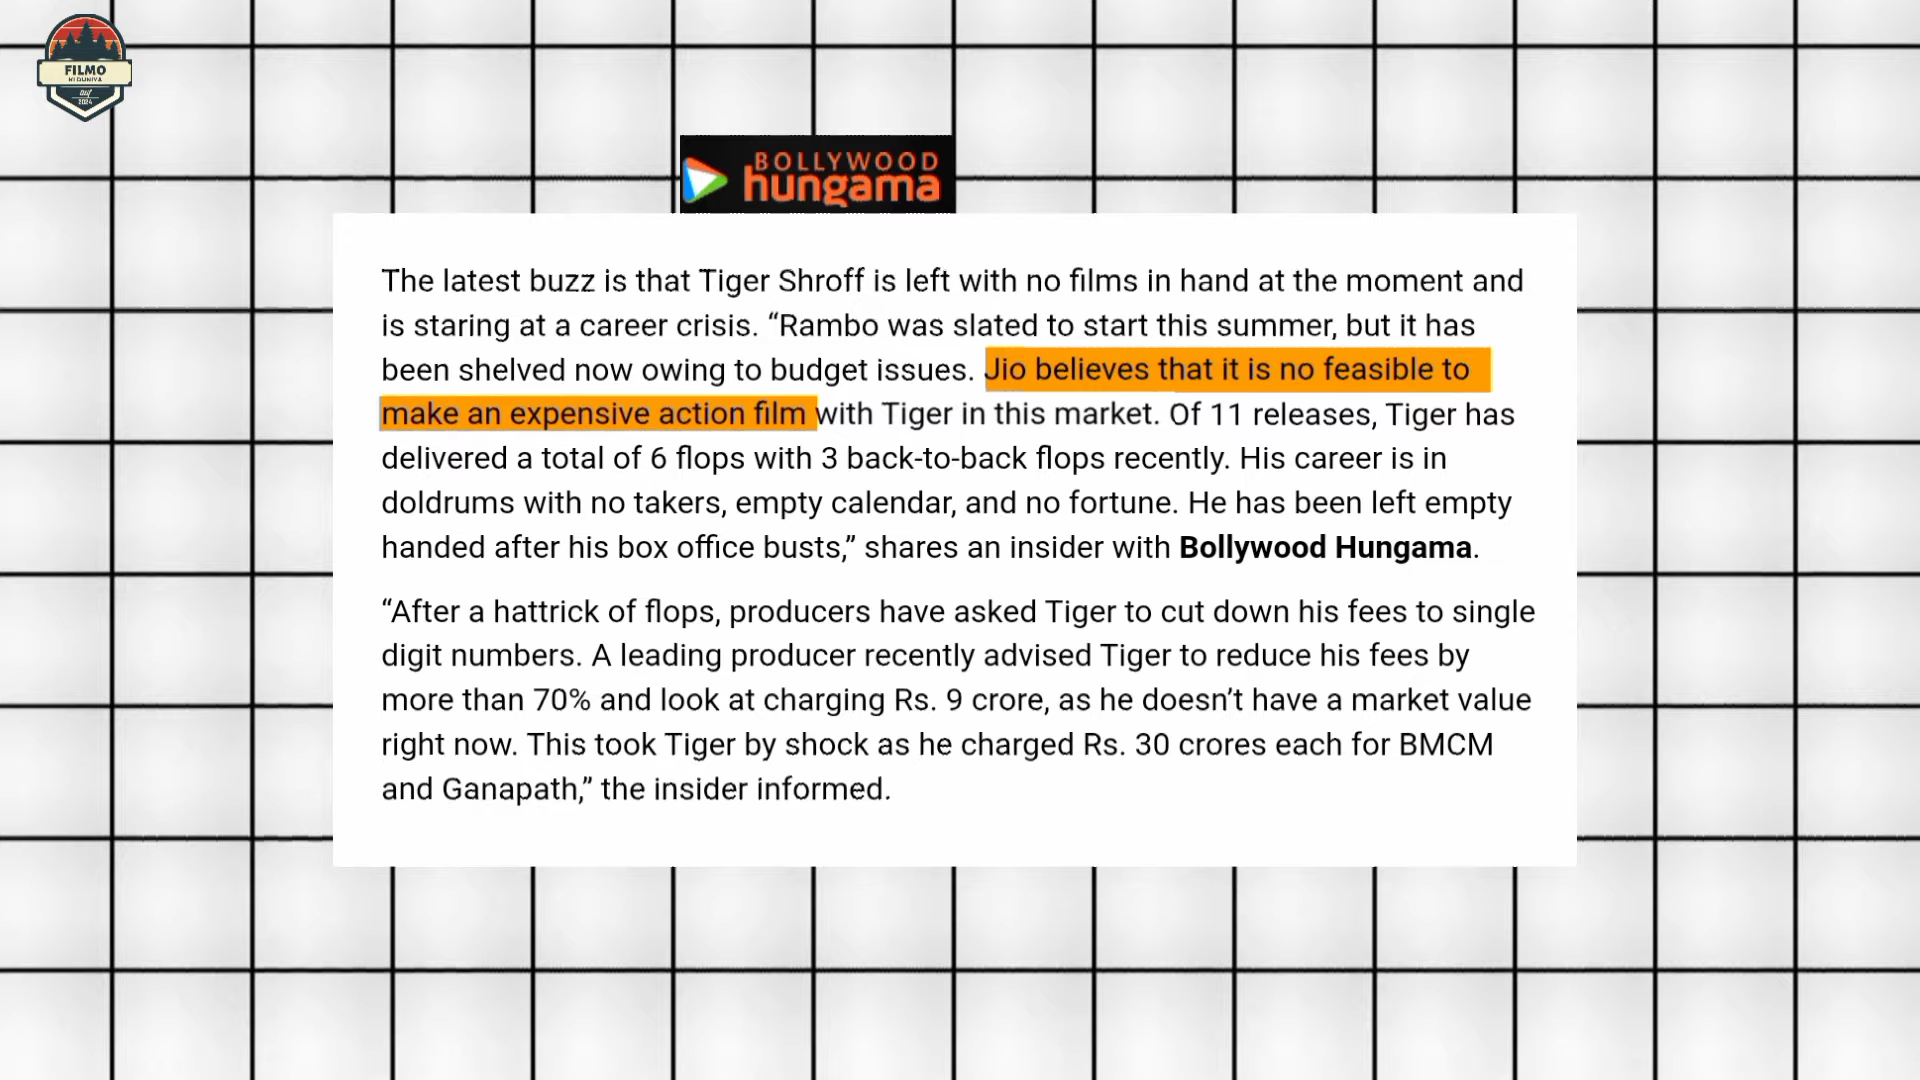 FILMO
KI DUNIYA
2024
BOLLYWOOD
hungama
The latest buzz is that Tiger Shroff is left with no films in hand at the moment and
is staring at a career crisis. “Rambo was slated to start this summer, but it has
been shelved now owing to budget issues. Jio believes that it is no feasible to
make an expensive action film with Tiger in this market. Of 11 releases, Tiger has
delivered a total of 6 flops with 3 back-to-back flops recently. His career is in
doldrums with no takers, empty calendar, and no fortune. He has been left empty
handed after his box office busts,” shares an insider with Bollywood Hungama.
“After a hattrick of flops, producers have asked Tiger to cut down his fees to single
digit numbers. A leading producer recently advised Tiger to reduce his fees by
more than 70% and look at charging Rs. 9 crore, as he doesn’t have a market value
right now. This took Tiger by shock as he charged Rs. 30 crores each for BMCM
and Ganapath,” the insider informed.